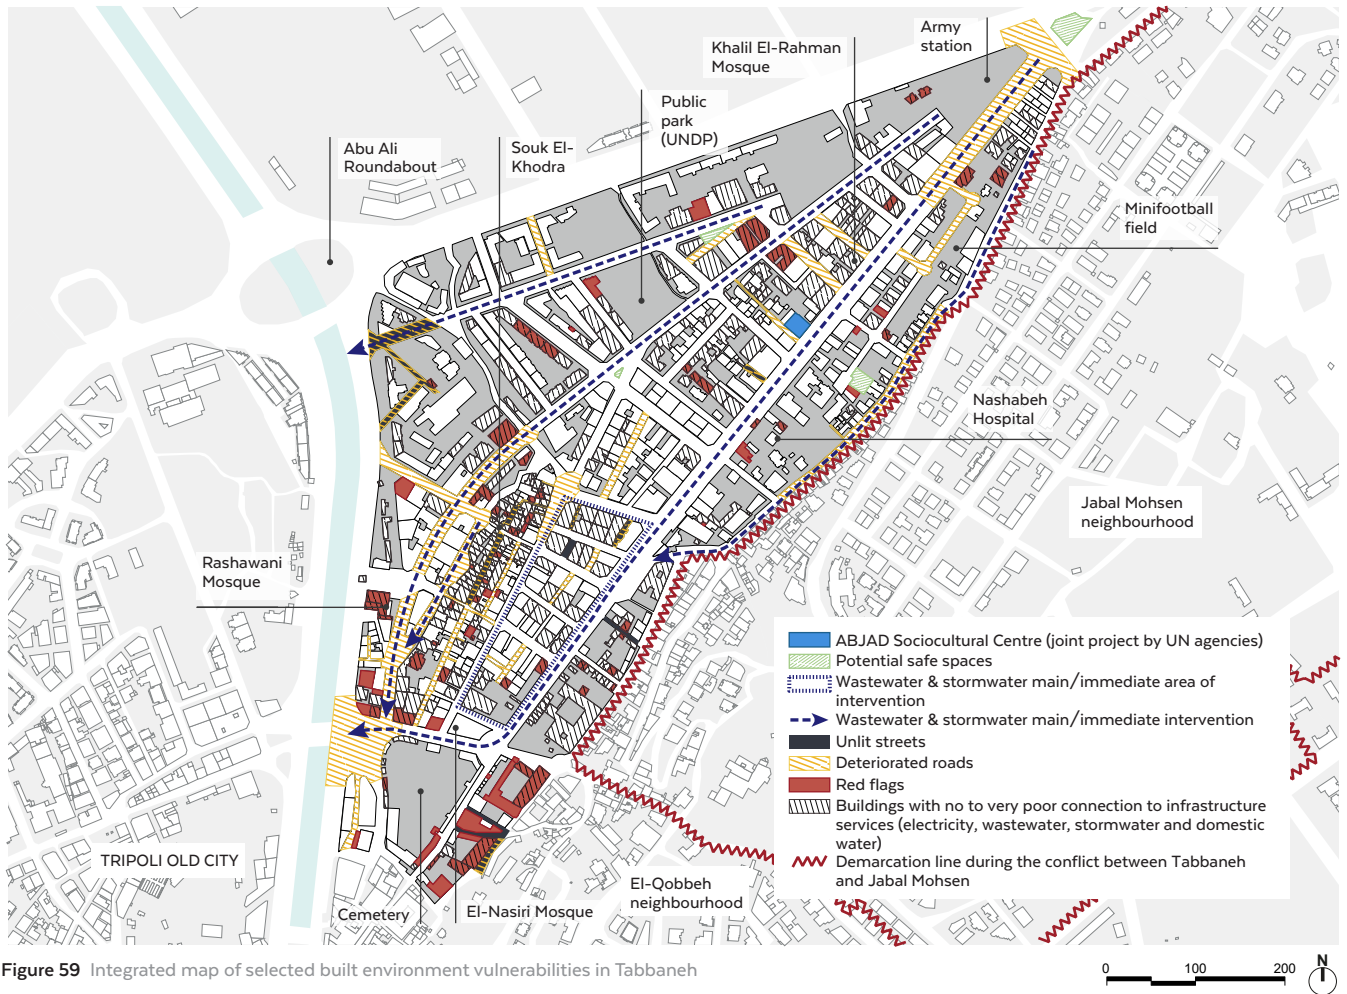 Army
station
Khalil El-Rahman
Mosque
Public
park
(UNDP)
Souk El-
Khodra
Abu Ali
Roundabout
Minifootball
field
Nashabeh
Hospital
Jabal Mohsen
neighbourhood
Rashawani
Mosque
ABJAD Sociocultural Centre (joint project by UN agencies)
Potential safe spaces
Wastewater & stormwater main/immediate area of
intervention
Wastewater & stormwater main/immediate intervention
Unlit streets
Deteriorated roads
Red flags
Buildings with no to very poor connection to infrastructure
services (electricity, wastewater, stormwater and domestic
water)
Demarcation line during the conflict between Tabbaneh
and Jabal Mohsen
TRIPOLI OLD CITY
El-Qobbeh
neighbourhood
Cemetery
El-Nasiri Mosque
Figure 59 Integrated map of selected built environment vulnerabilities in Tabbaneh
0 100 200
N